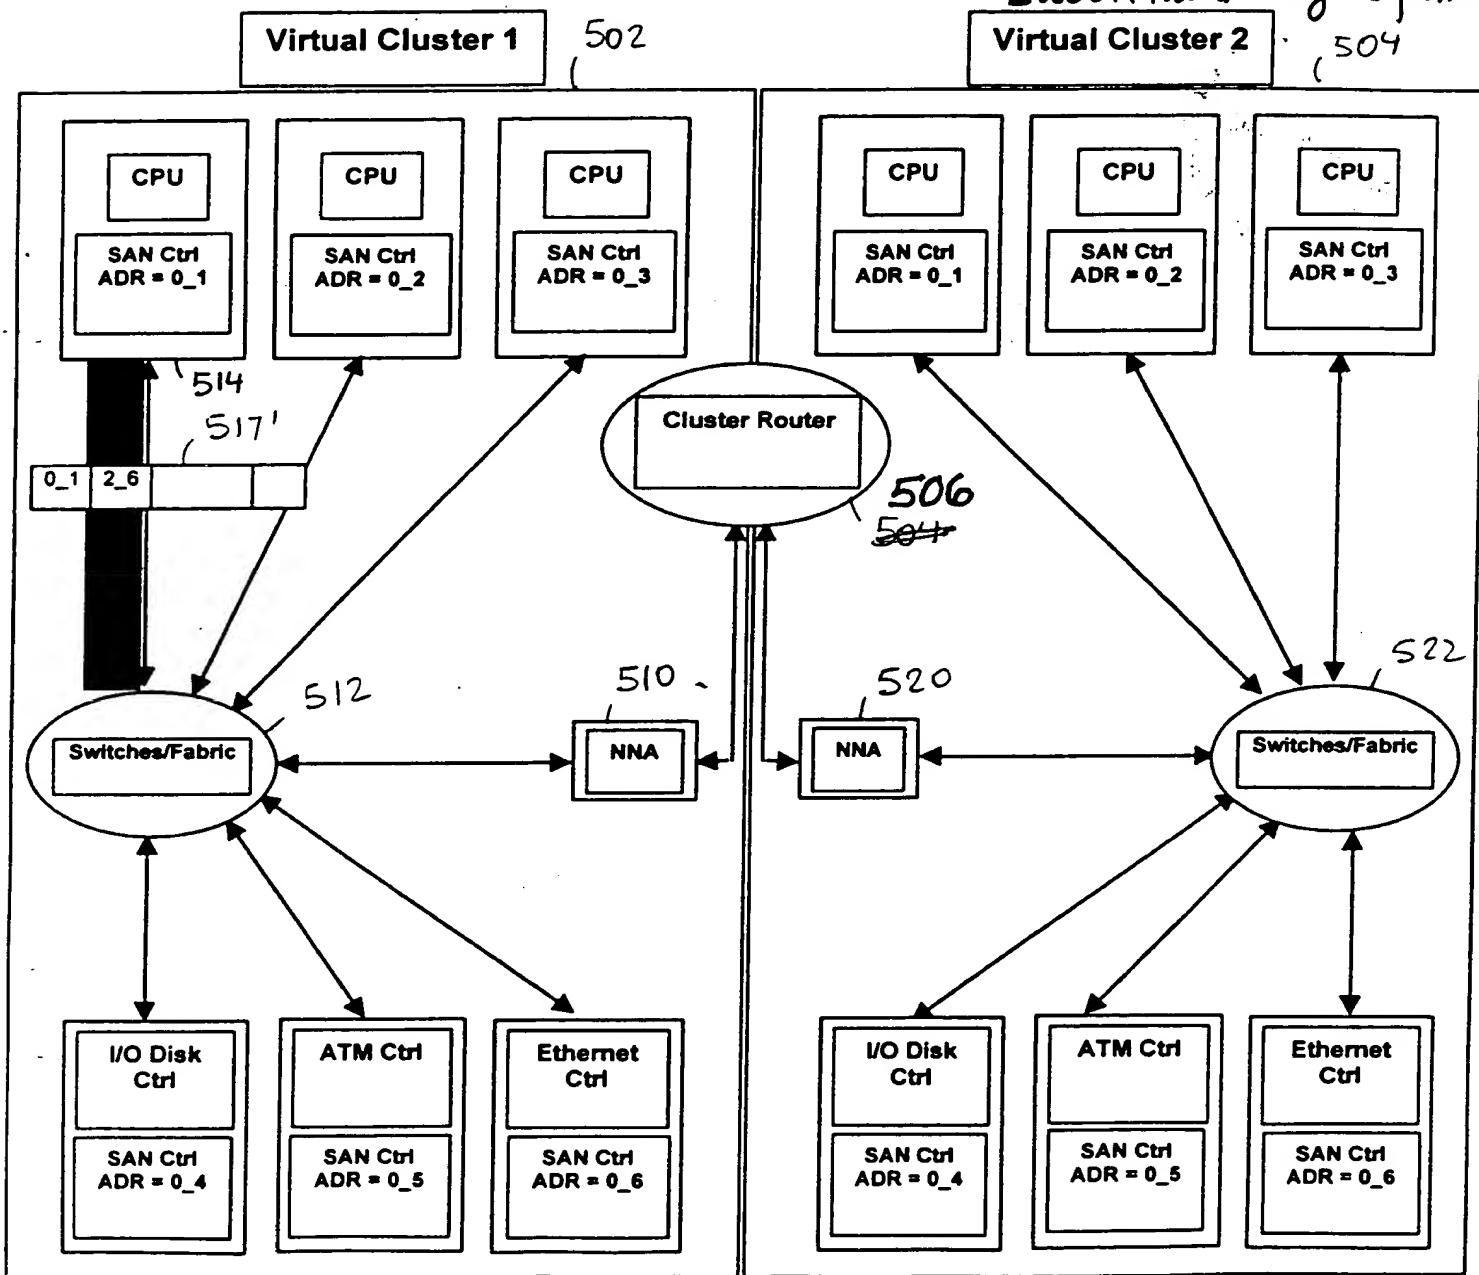 Virtual Cluster 1
502
Virtual Cluster 2
504
CPU
CPU
CPU
CPU
CPU
CPU
SAN Ctrl
ADR = 0_1
SAN Ctrl
ADR = 0_2
SAN Ctrl
ADR = 0_3
SAN Ctrl
ADR = 0_1
SAN Ctrl
ADR = 0_2
SAN Ctrl
ADR = 0_3
514
517'
0_1
2_6
Cluster Router
506
504
512
510
520
522
Switches/Fabric
NNA
NNA
Switches/Fabric
I/O Disk
Ctrl
ATM Ctrl
Ethernet
Ctrl
I/O Disk
Ctrl
ATM Ctrl
Ethernet
Ctrl
SAN Ctrl
ADR = 0_4
SAN Ctrl
ADR = 0_5
SAN Ctrl
ADR = 0_6
SAN Ctrl
ADR = 0_4
SAN Ctrl
ADR = 0_5
SAN Ctrl
ADR = 0_6